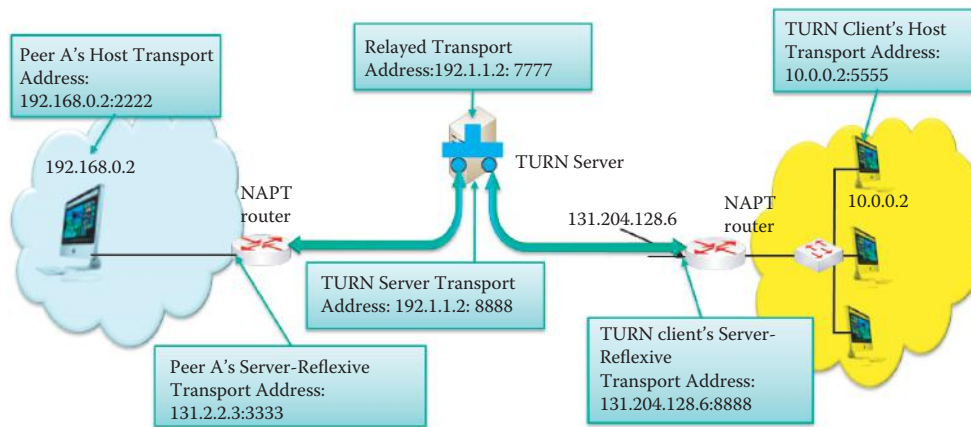 Peer A's Host Transport
Address:
192.168.0.2:2222
Relayed Transport
Address:192.1.1.2: 7777
TURN Client's Host
Transport Address:
10.0.0.2:5555
192.168.0.2
NAPT
router
TURN Server
131.204.128.6
NAPT
router
10.0.0.2
TURN Server Transport
Address: 192.1.1.2: 8888
Peer A's Server-Reflexive
Transport Address:
131.2.2.3:3333
TURN client's Server-
Reflexive
Transport Address:
131.204.128.6:8888